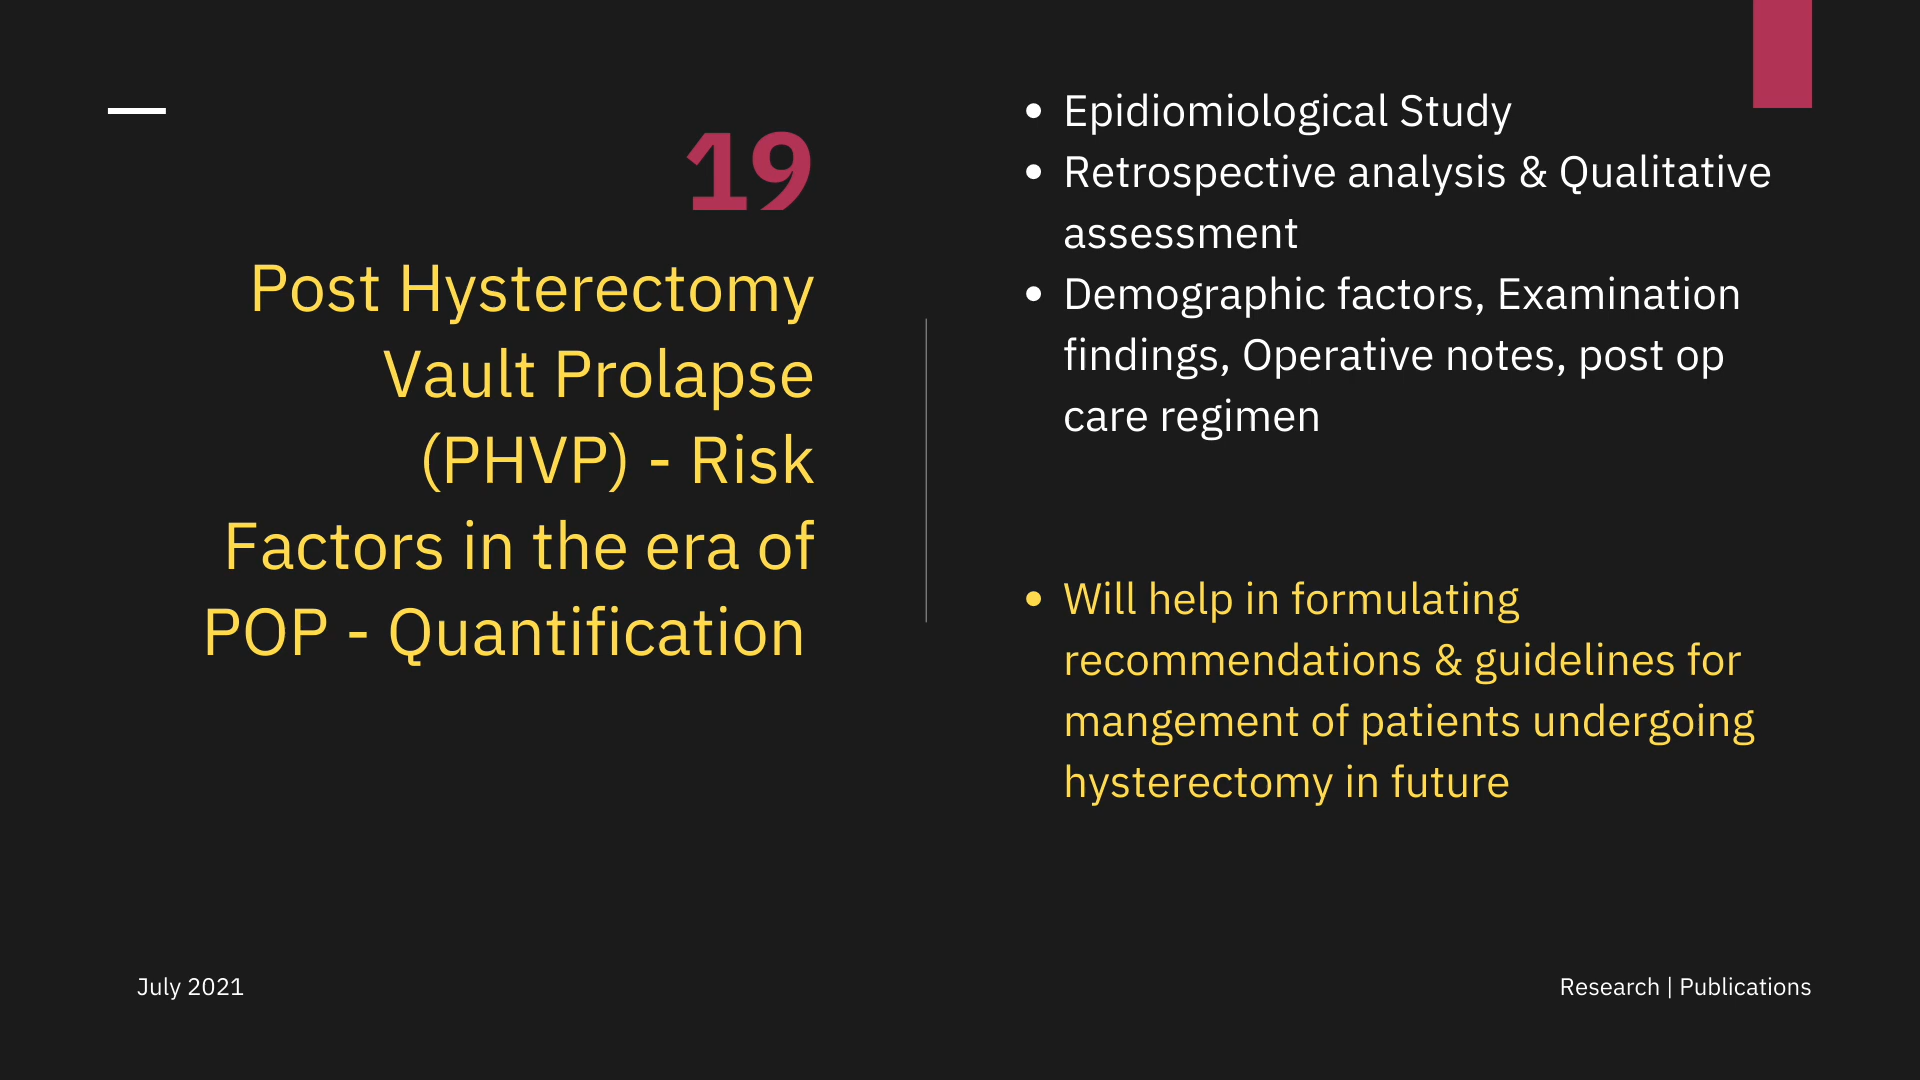 19
Post Hysterectomy
Vault Prolapse
(PHVP) - Risk
Factors in the era of
POP - Quantification
• Epidiomiological Study
• Retrospective analysis & Qualitative
assessment
• Demographic factors, Examination
findings, Operative notes, post op
care regimen
• Will help in formulating
recommendations & guidelines for
mangement of patients undergoing
hysterectomy in future
July 2021
Research | Publications